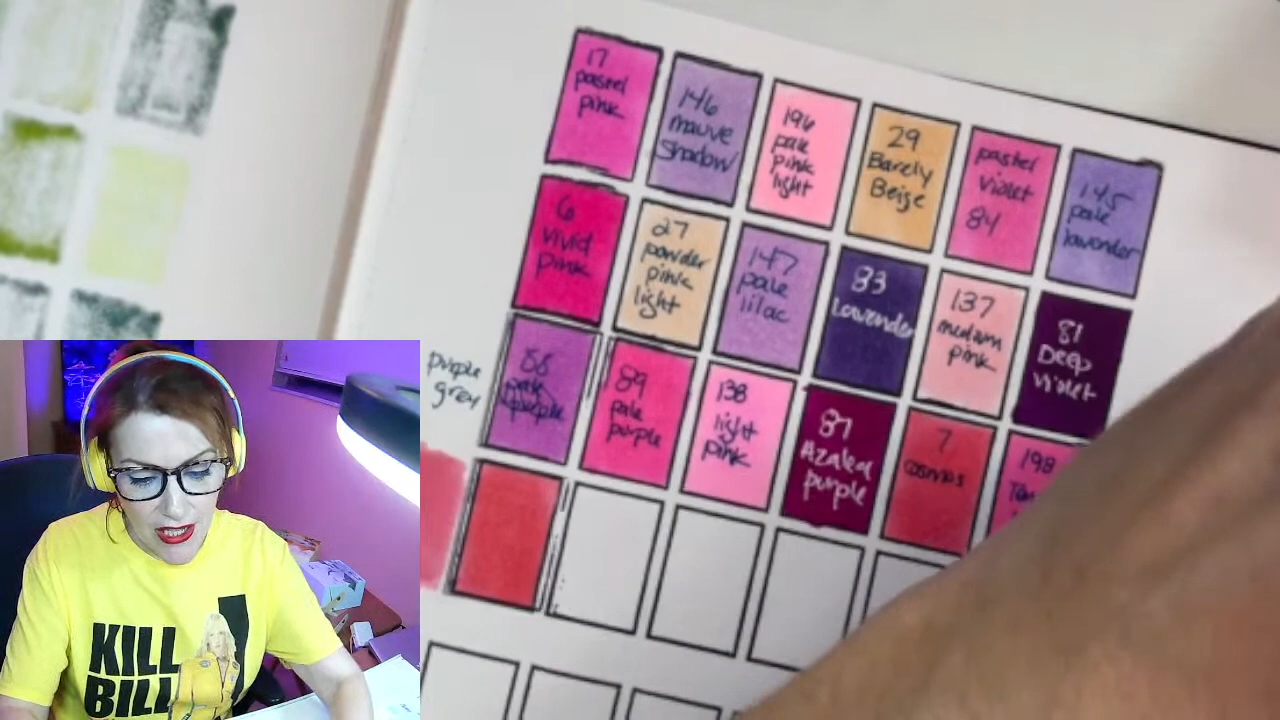 17
pastel
pink
146
mauve
shadow
196
pale
pink
light
29
Barely
Beige
pastel
violet
84
145
pale
lavender
6
vivid
pink
27
powder
pink
light
147
pale
lilac
83
Lavender
137
medium
pink
81
Deep
violet
purple
grey
88
89
pale
purple
138
light
pink
87
Azalea
purple
7
cosmos
198
KILL
BILL